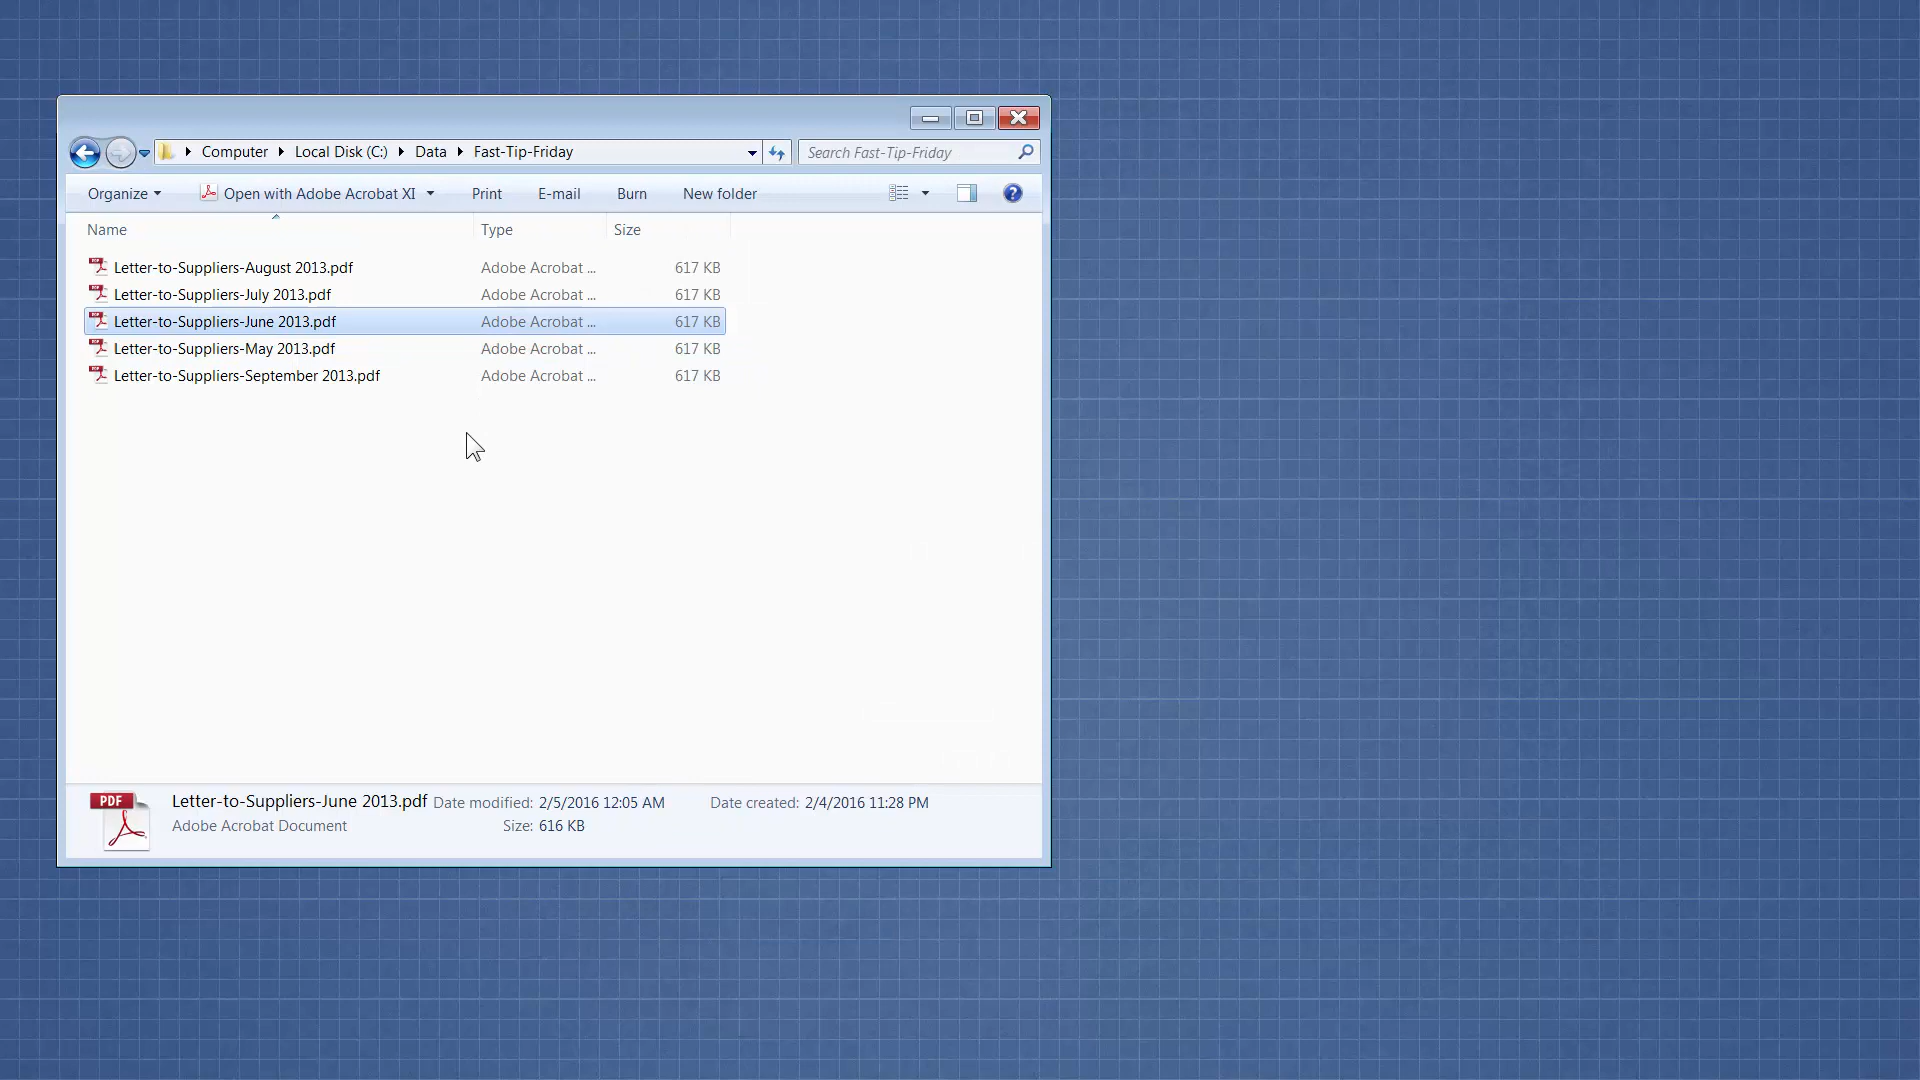 Computer Local Disk (C:) Data Fast-Tip-Friday Search Fast-Tip-Friday
Organize Open with Adobe Acrobat XI Print E-mail Burn New folder ?
Name Type Size
PDF Letter-to-Suppliers-August 2013.pdf Adobe Acrobat ... 617 KB
PDF Letter-to-Suppliers-July 2013.pdf Adobe Acrobat ... 617 KB
PDF Letter-to-Suppliers-June 2013.pdf Adobe Acrobat ... 617 KB
PDF Letter-to-Suppliers-May 2013.pdf Adobe Acrobat ... 617 KB
PDF Letter-to-Suppliers-September 2013.pdf Adobe Acrobat ... 617 KB
PDF Letter-to-Suppliers-June 2013.pdf Date modified: 2/5/2016 12:05 AM Date created: 2/4/2016 11:28 PM
Adobe Acrobat Document Size: 616 KB